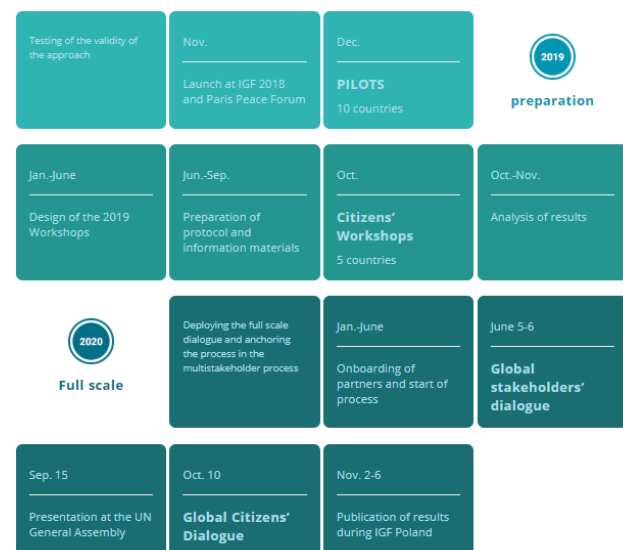 Testing of the validity of
the approach
Nov.
Launch at IGF 2018
and Paris Peace Forum
Dec.
PILOTS
10 countries
2019
preparation
Jan.-June
Design of the 2019
Workshops
Jun.-Sep.
Preparation of
protocol and
information materials
Oct.
Citizens’
Workshops
5 countries
Oct.-Nov.
Analysis of results
2020
Full scale
Deploying the full scale
dialogue and anchoring
the process in the
multistakeholder process
Jan.-June
Onboarding of
partners and start of
process
June 5-6
Global
stakeholders’
dialogue
Sep. 15
Presentation at the UN
General Assembly
Oct. 10
Global Citizens’
Dialogue
Nov. 2-6
Publication of results
during IGF Poland